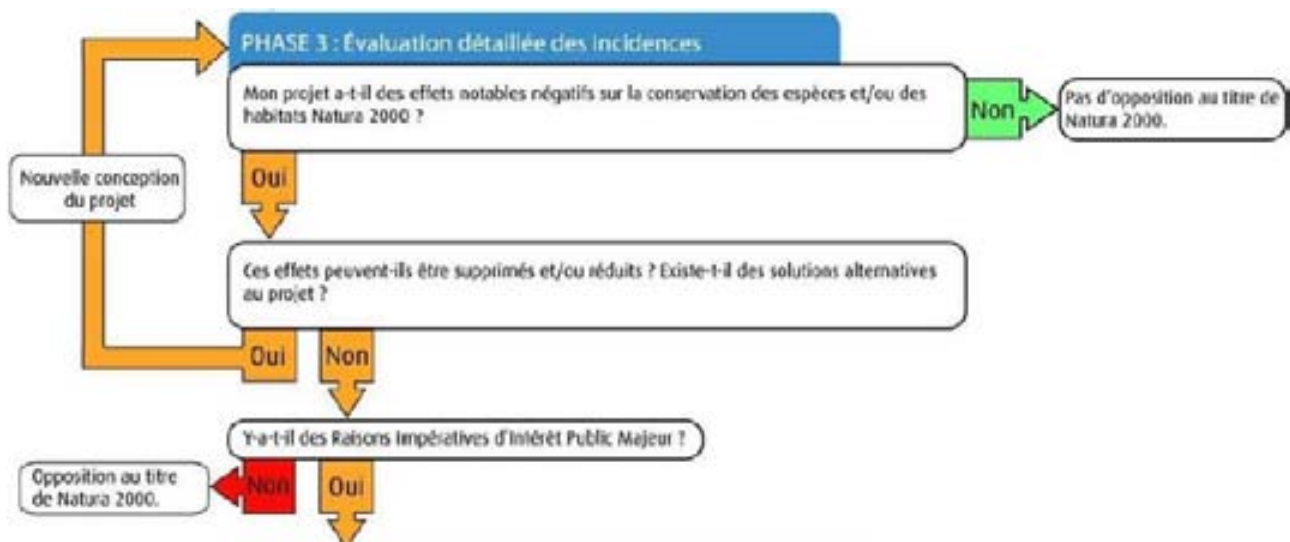 PHASE 3 : Évaluation détaillée des incidences
Mon projet a-t-il des effets notables négatifs sur la conservation des espèces et/ou des
habitats Natura 2000 ?
Non
Pas d'opposition au titre de
Natura 2000.
Oui
Nouvelle conception
du projet
Ces effets peuvent-ils être supprimés et/ou réduits ? Existe-t-il des solutions alternatives
au projet ?
Oui
Non
Y-a-t-il des Raisons Impératives d'Intérêt Public Majeur ?
Opposition au titre
de Natura 2000.
Non
Oui